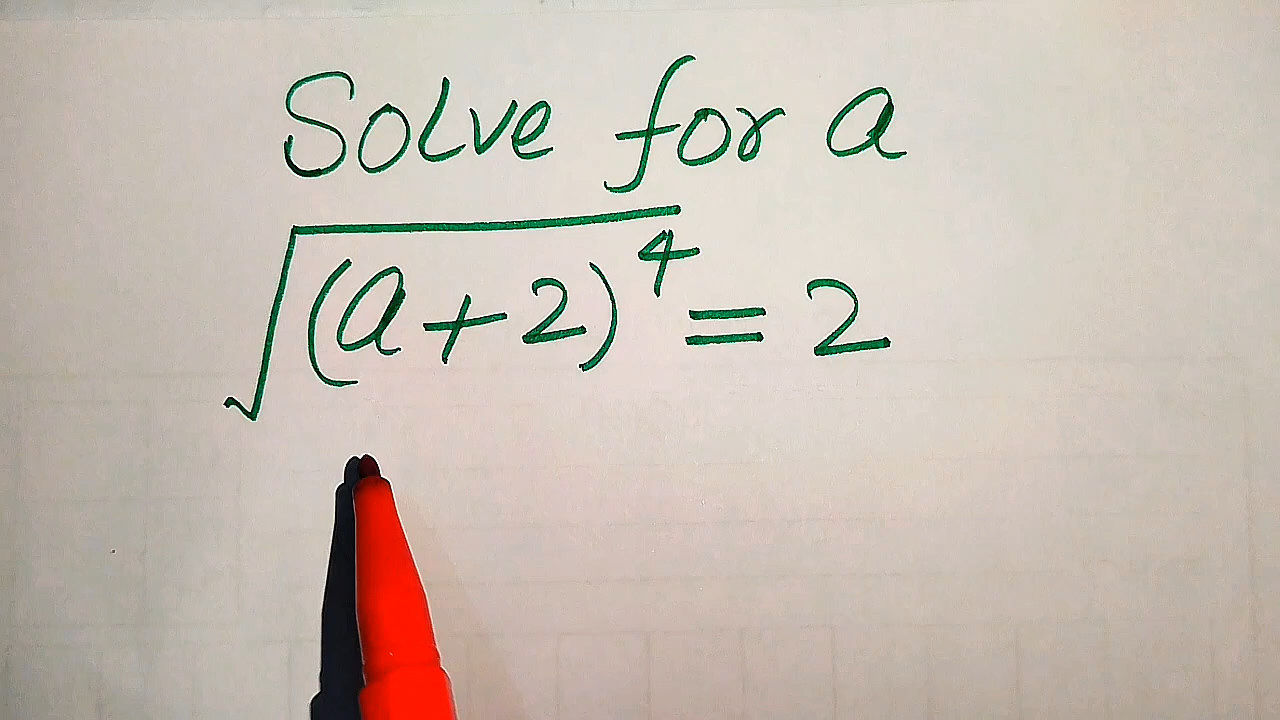 Solve for a
√(a+2)⁴ = 2